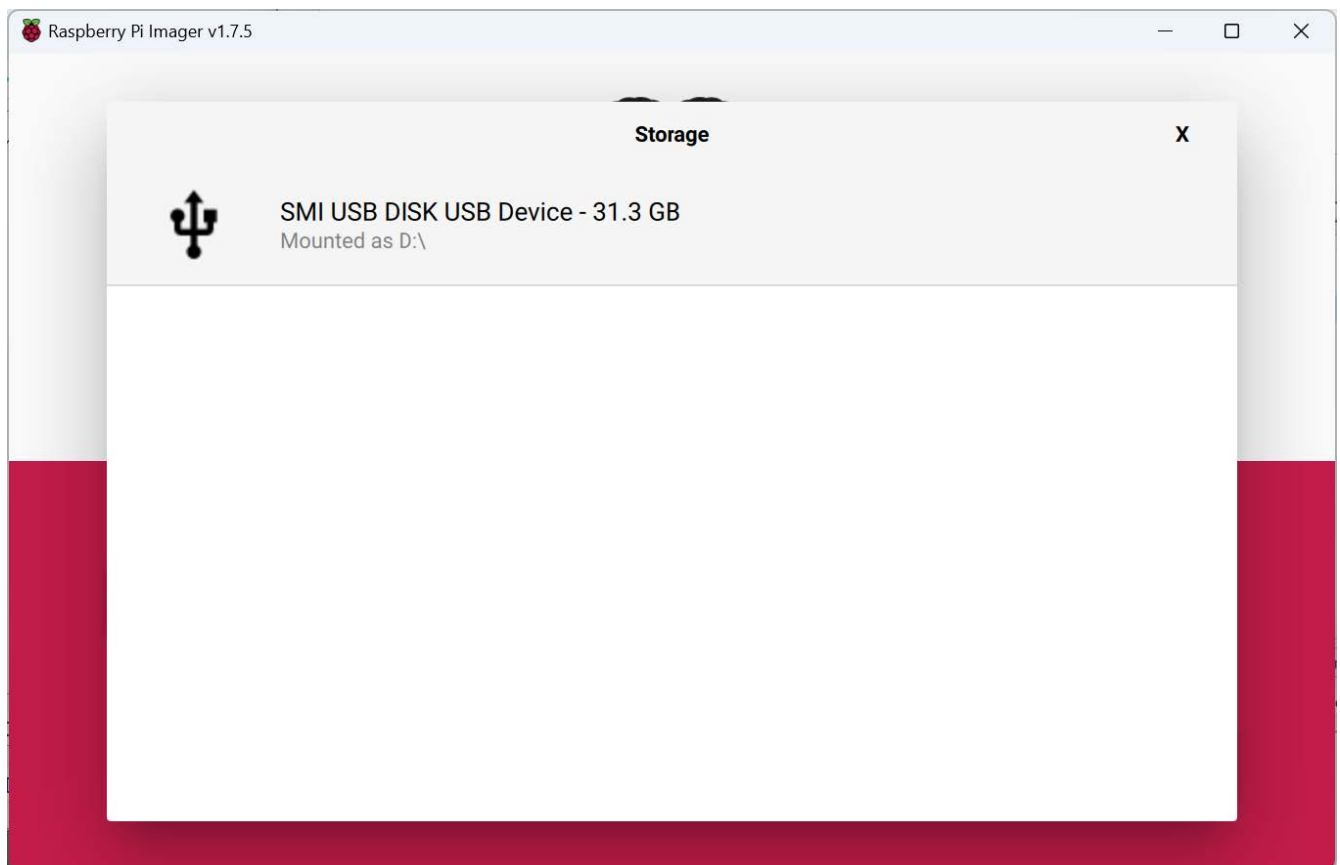 Raspberry Pi Imager v1.7.5
Storage X
SMI USB DISK USB Device - 31.3 GB
Mounted as D:\